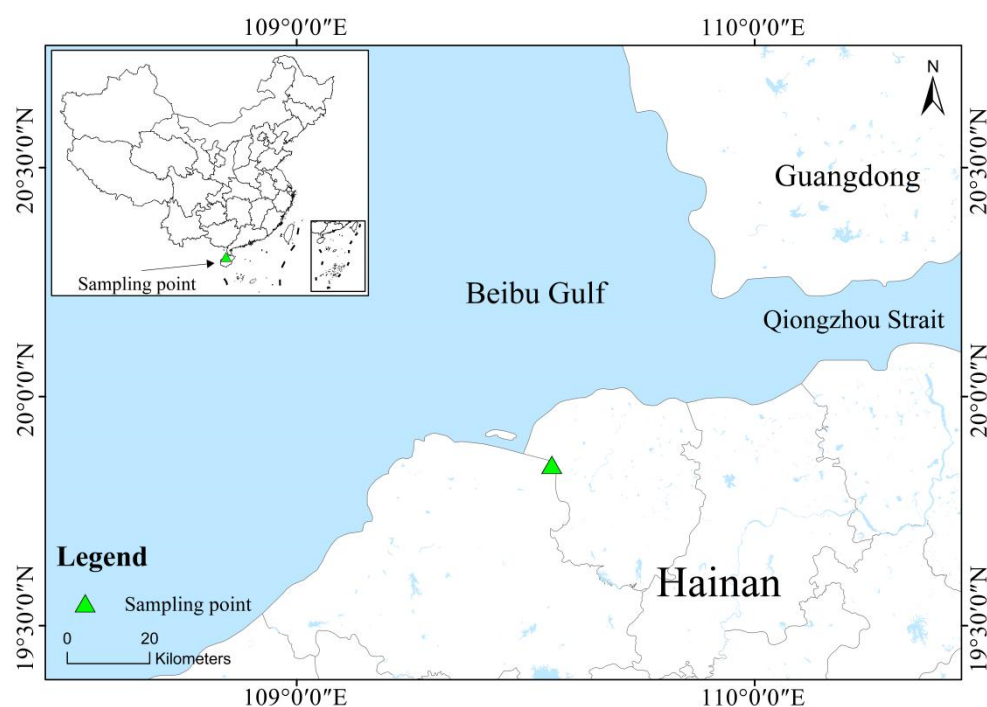 109°0′0″E
110°0′0″E
N
20°30′0″N
20°30′0″N
Guangdong
Sampling point
Beibu Gulf
Qiongzhou Strait
20°0′0″N
20°0′0″N
Legend
Sampling point
0 20
Kilometers
Hainan
19°30′0″N
19°30′0″N
109°0′0″E
110°0′0″E